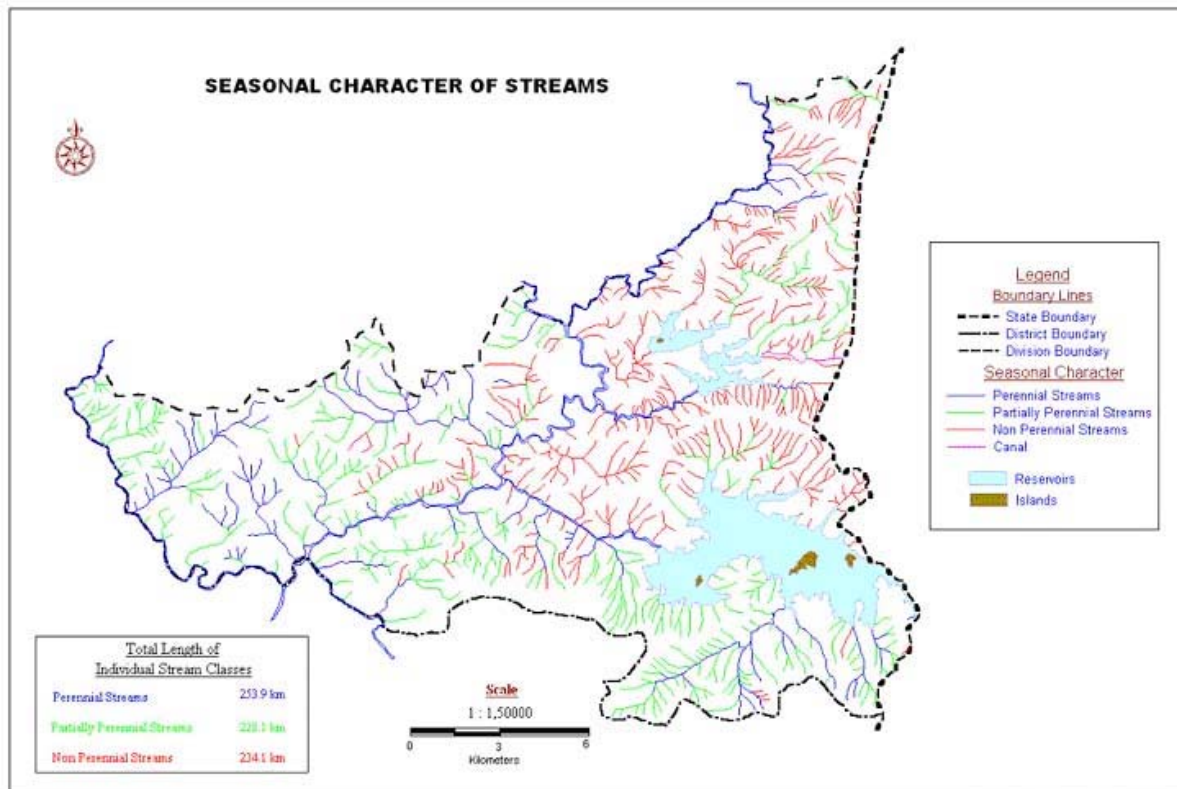 SEASONAL CHARACTER OF STREAMS
Legend
Boundary Lines
State Boundary
District Boundary
Division Boundary
Seasonal Character
Perennial Streams
Partially Perennial Streams
Non Perennial Streams
Canal
Reservoirs
Islands
Total Length of
Individual Stream Classes
Perennial Streams 253.9 km
Partially Perennial Streams km
Non Perennial Streams 234.1 km
Scale
1 : 1,50000
0 3 6
Kilometers